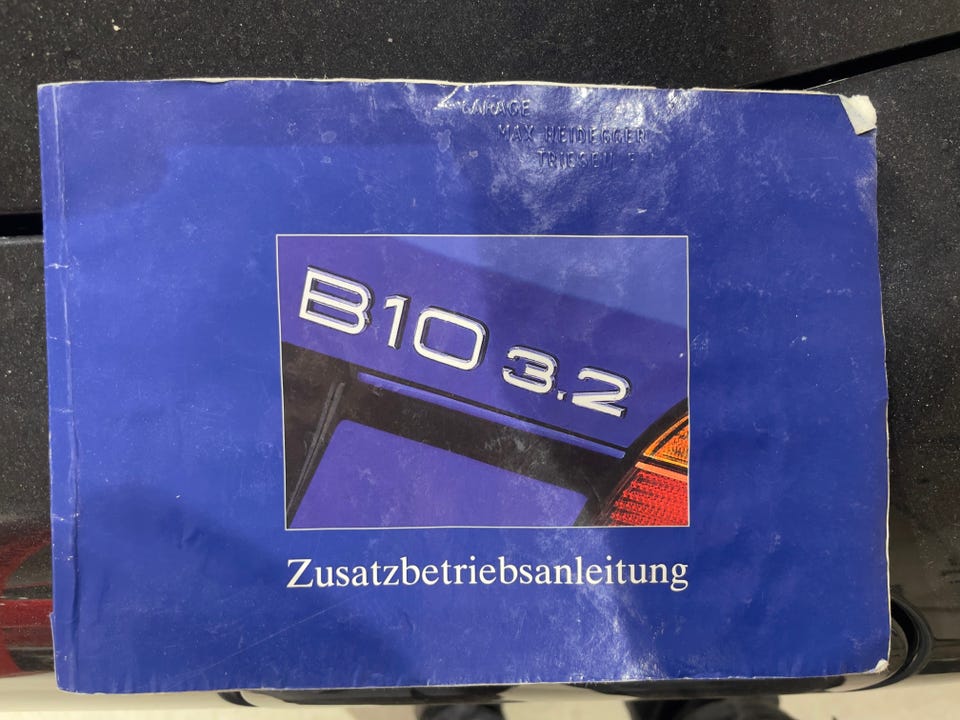 GARAGE
MAX HEIDEGGER
TRIESEN
B10 3.2
Zusatzbetriebsanleitung